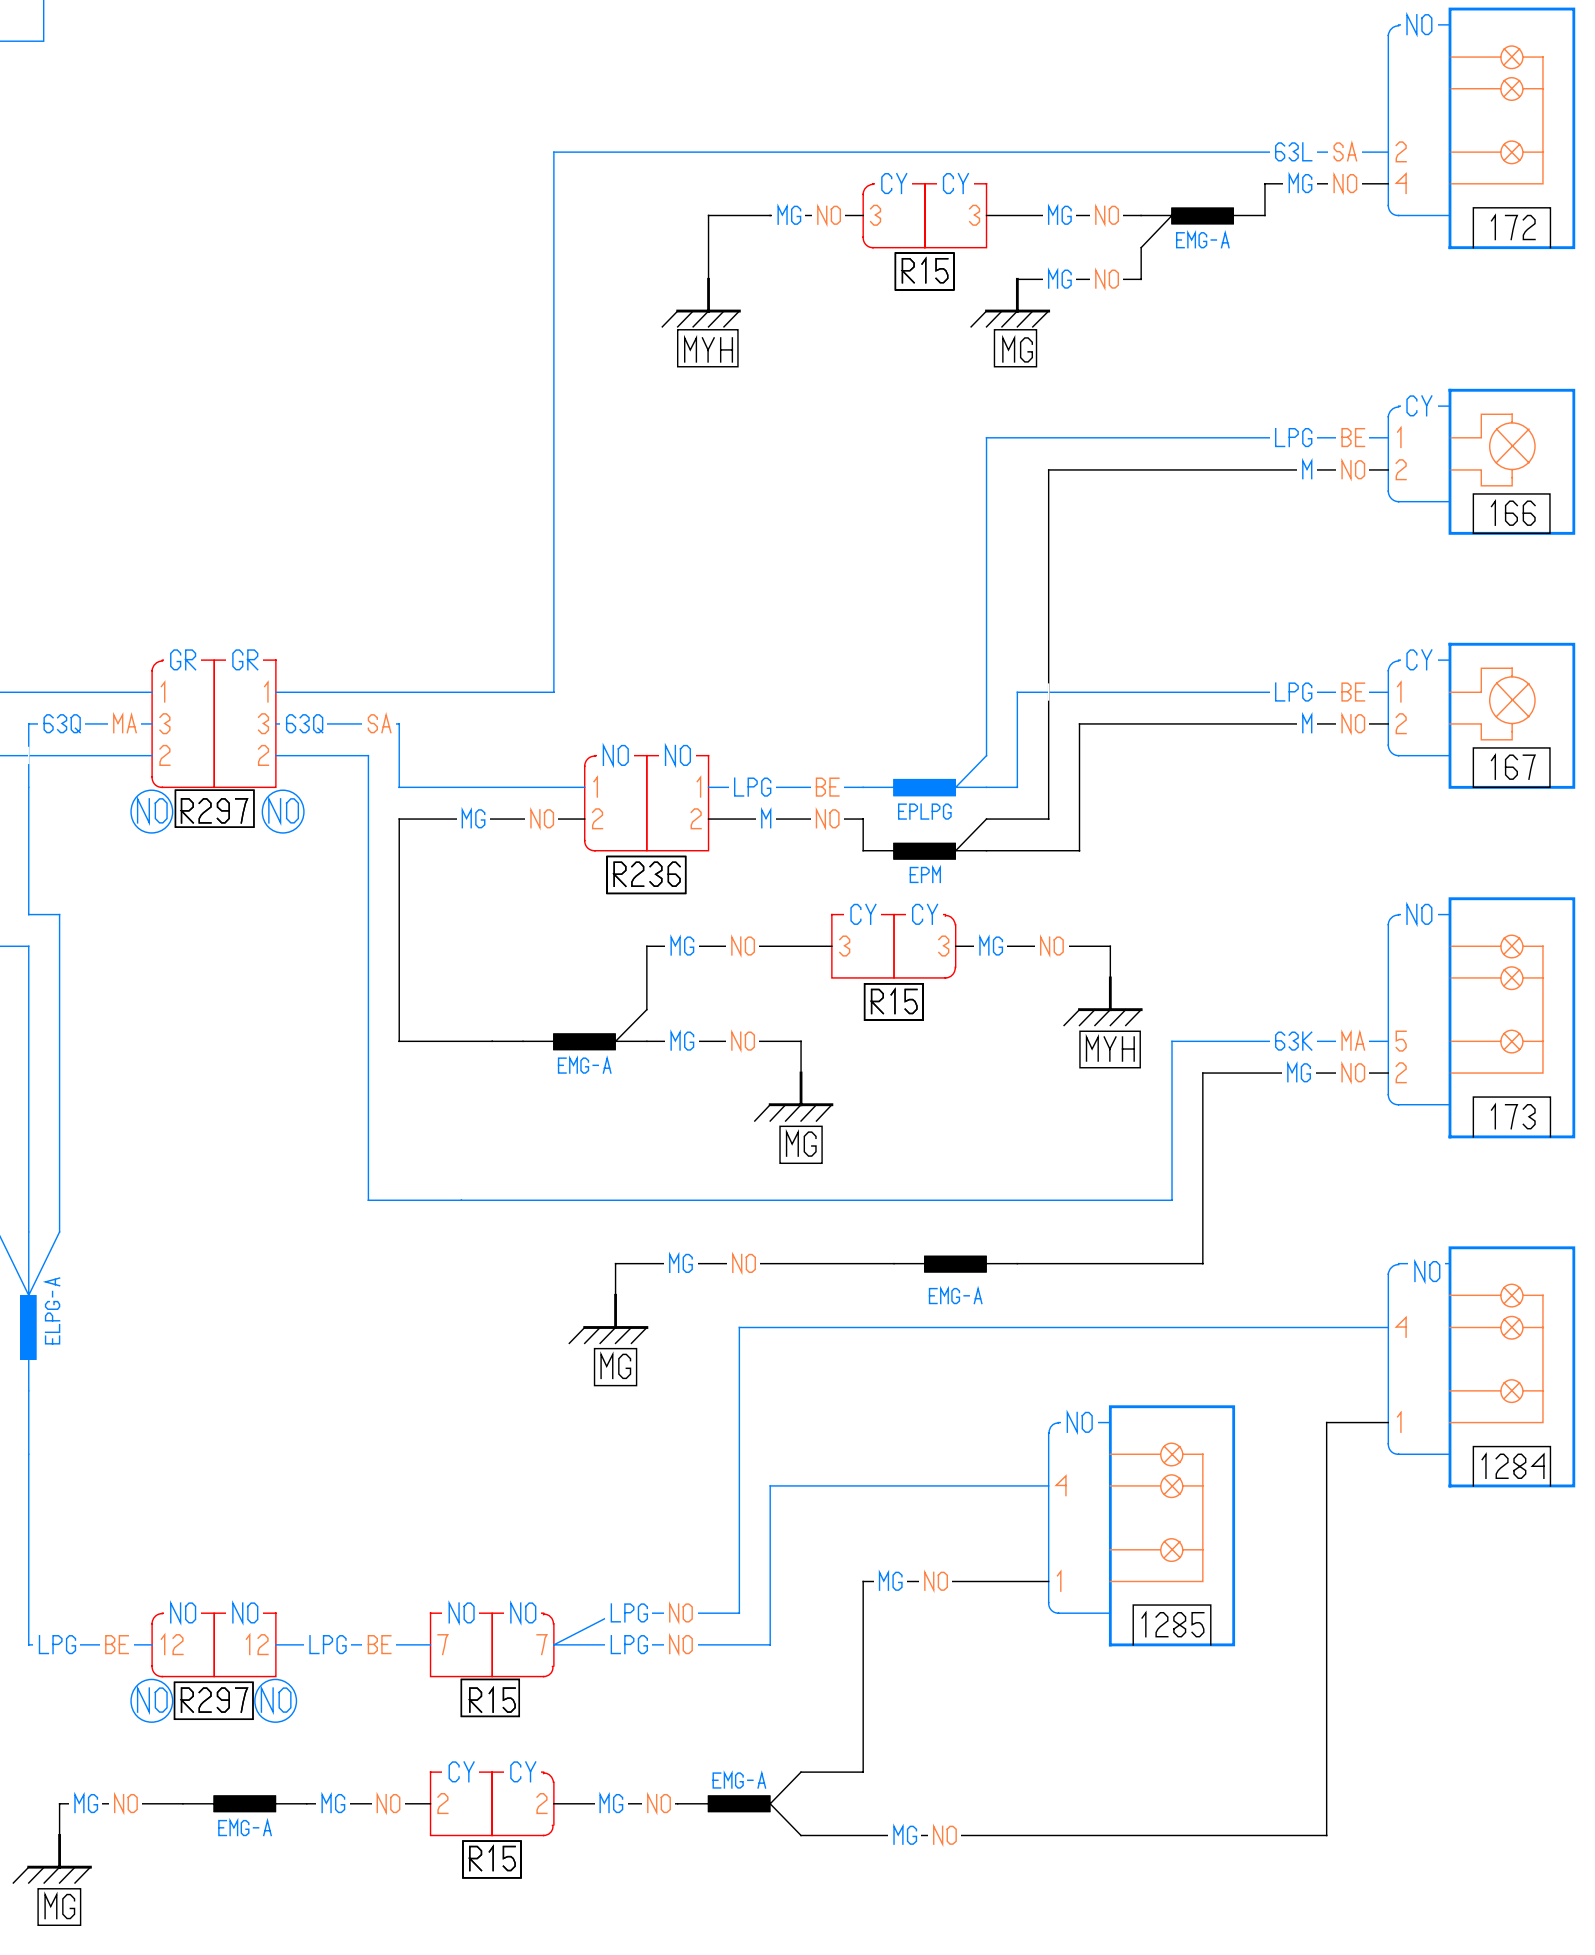 NO
63L SA 2
CY CY
MG NO 3 3 MG NO MG NO 4
EMG-A
172
R15
MG NO
MYH
MG
CY
LPG BE 1
M NO 2
166
GR GR
CY
1 1 LPG BE 1
63Q MA 3 3 63Q SA M NO 2
2 2
NO NO
167
1 1 LPG BE
NO R297 NO
EPLPG
MG NO 2 2 M NO
R236
EPM
CY CY
NO
MG NO 3 3 MG NO
R15
MG NO
63K MA 5
MYH
EMG-A
MG NO 2
173
MG
MG NO
NO
EMG-A
ELPG-A
4
MG
NO
1
1284
4
MG NO 1
NO NO NO NO LPG NO
1285
LPG BE 12 12 LPG BE 7 7 LPG NO
NO R297 NO
R15
CY CY
EMG-A
MG NO MG NO 2 2 MG NO
EMG-A
MG NO
R15
MG